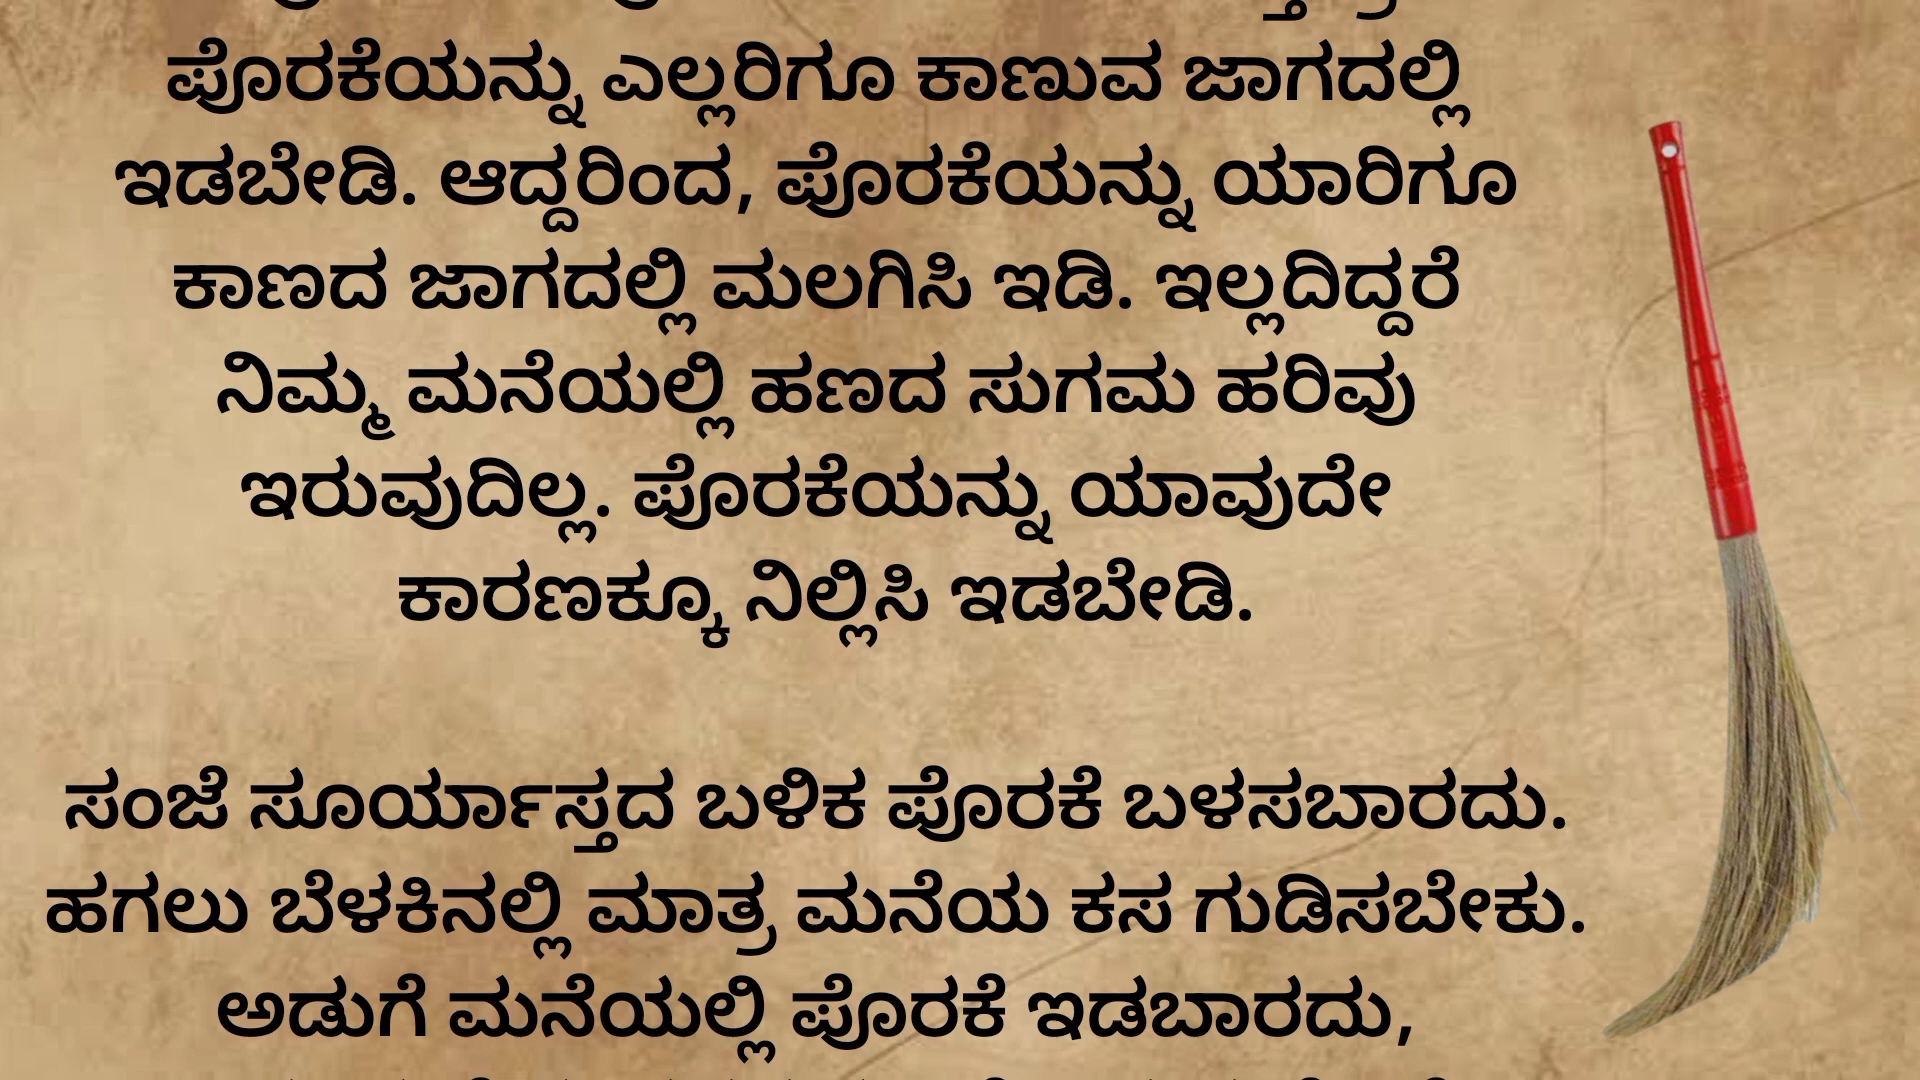 ಪೊರಕೆಯನ್ನು ಎಲ್ಲರಿಗೂ ಕಾಣುವ ಜಾಗದಲ್ಲಿ
ಇಡಬೇಡಿ. ಆದ್ದರಿಂದ, ಪೊರಕೆಯನ್ನು ಯಾರಿಗೂ
ಕಾಣದ ಜಾಗದಲ್ಲಿ ಮಲಗಿಸಿ ಇಡಿ. ಇಲ್ಲದಿದ್ದರೆ
ನಿಮ್ಮ ಮನೆಯಲ್ಲಿ ಹಣದ ಸುಗಮ ಹರಿವು
ಇರುವುದಿಲ್ಲ. ಪೊರಕೆಯನ್ನು ಯಾವುದೇ
ಕಾರಣಕ್ಕೂ ನಿಲ್ಲಿಸಿ ಇಡಬೇಡಿ.
ಸಂಜೆ ಸೂರ್ಯಾಸ್ತದ ಬಳಿಕ ಪೊರಕೆ ಬಳಸಬಾರದು.
ಹಗಲು ಬೆಳಕಿನಲ್ಲಿ ಮಾತ್ರ ಮನೆಯ ಕಸ ಗುಡಿಸಬೇಕು.
ಅಡುಗೆ ಮನೆಯಲ್ಲಿ ಪೊರಕೆ ಇಡಬಾರದು,